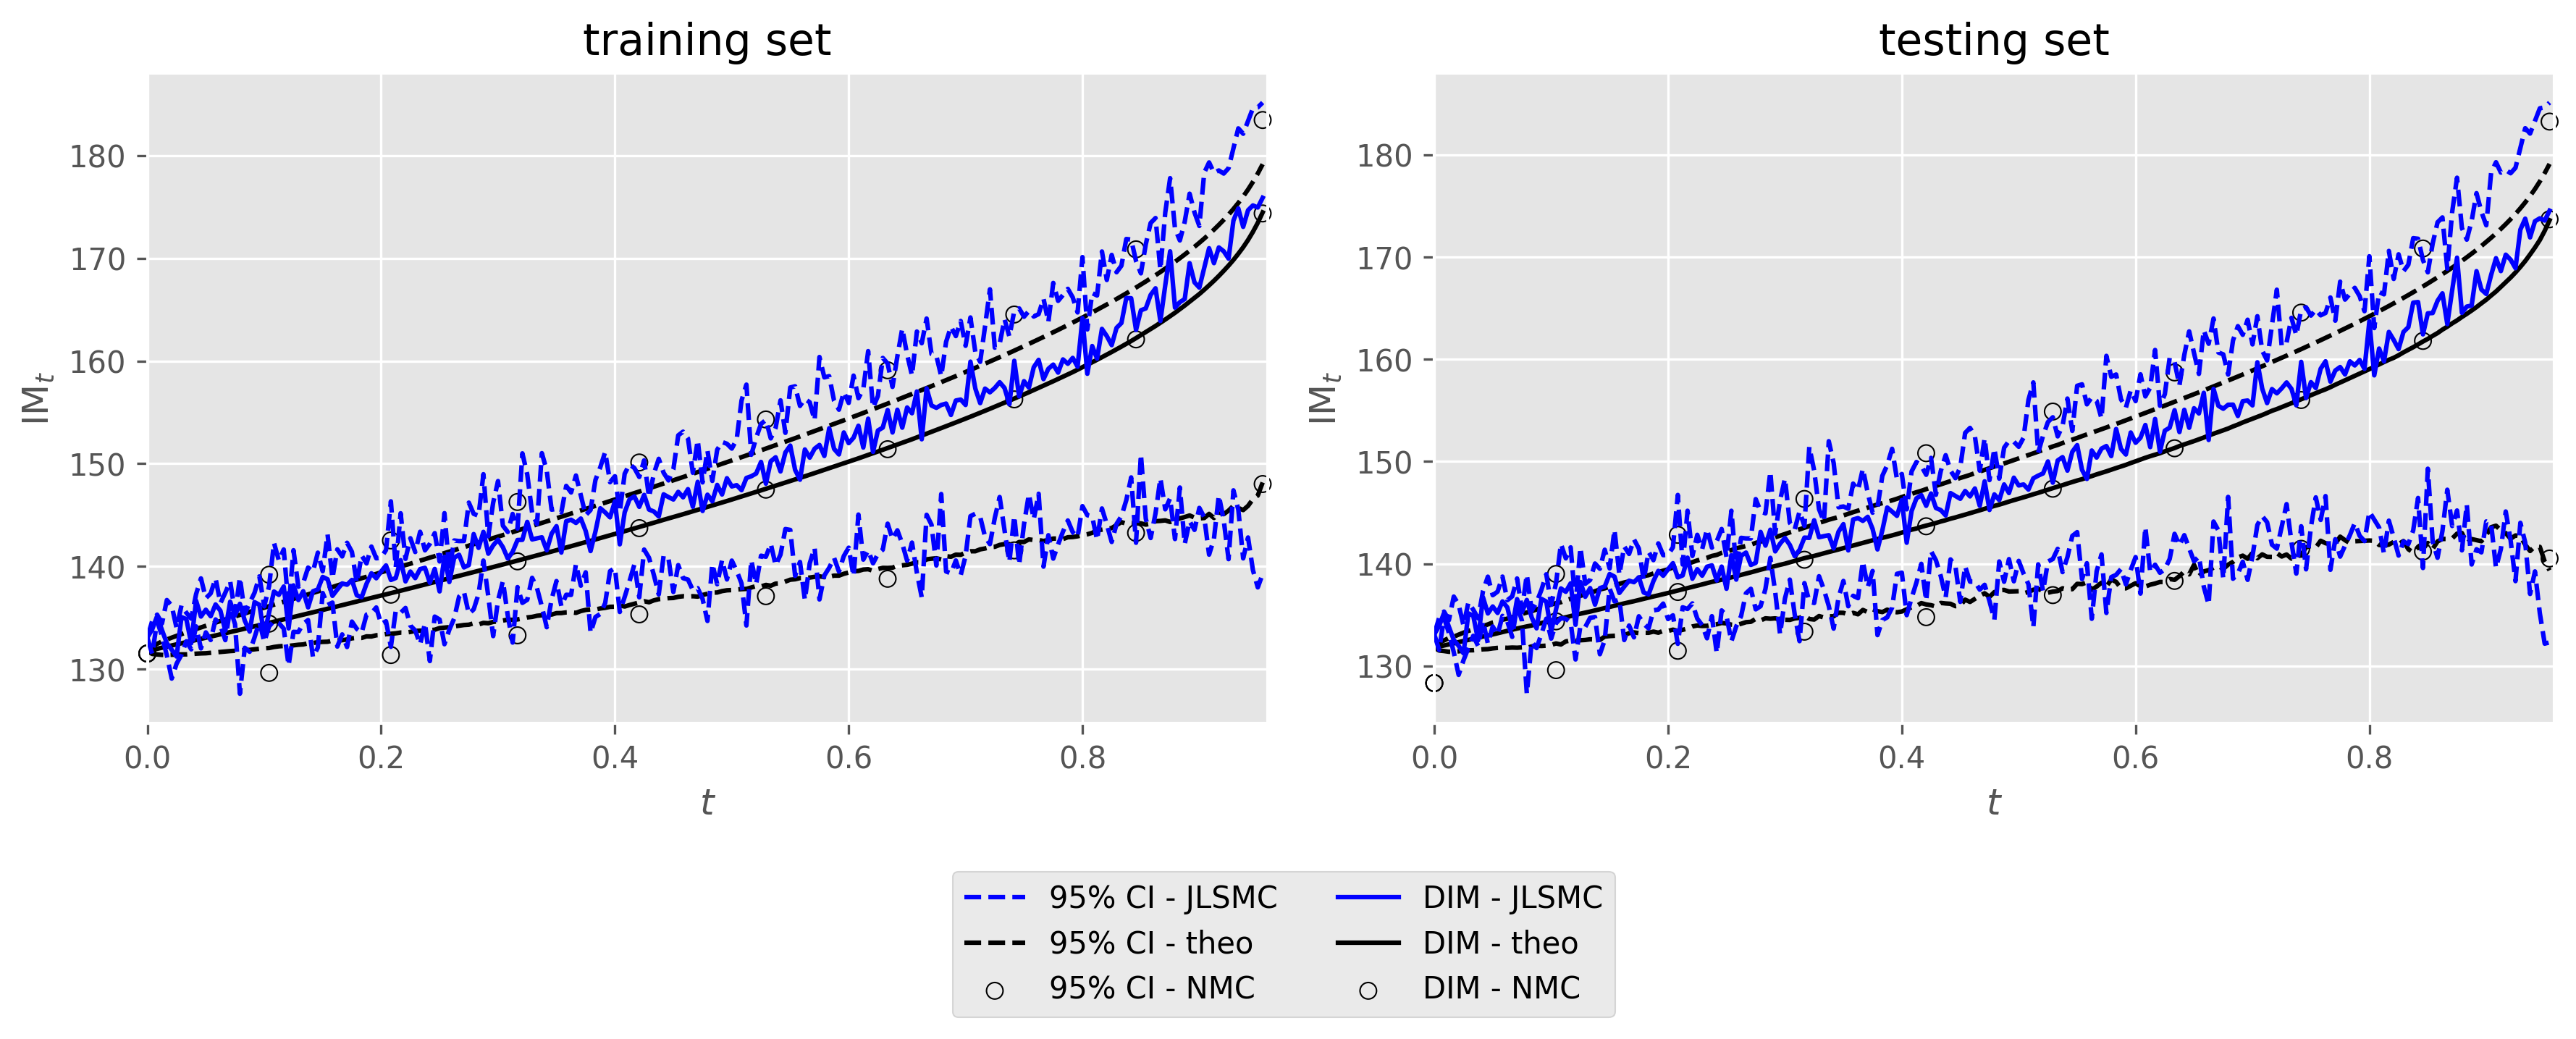 training set
testing set
180
170
160
150
140
130
IM_t
0.0 0.2 0.4 0.6 0.8
t
180
170
160
150
140
130
IM_t
0.0 0.2 0.4 0.6 0.8
t
95% CI - JLSMC
95% CI - theo
95% CI - NMC
DIM - JLSMC
DIM - theo
DIM - NMC